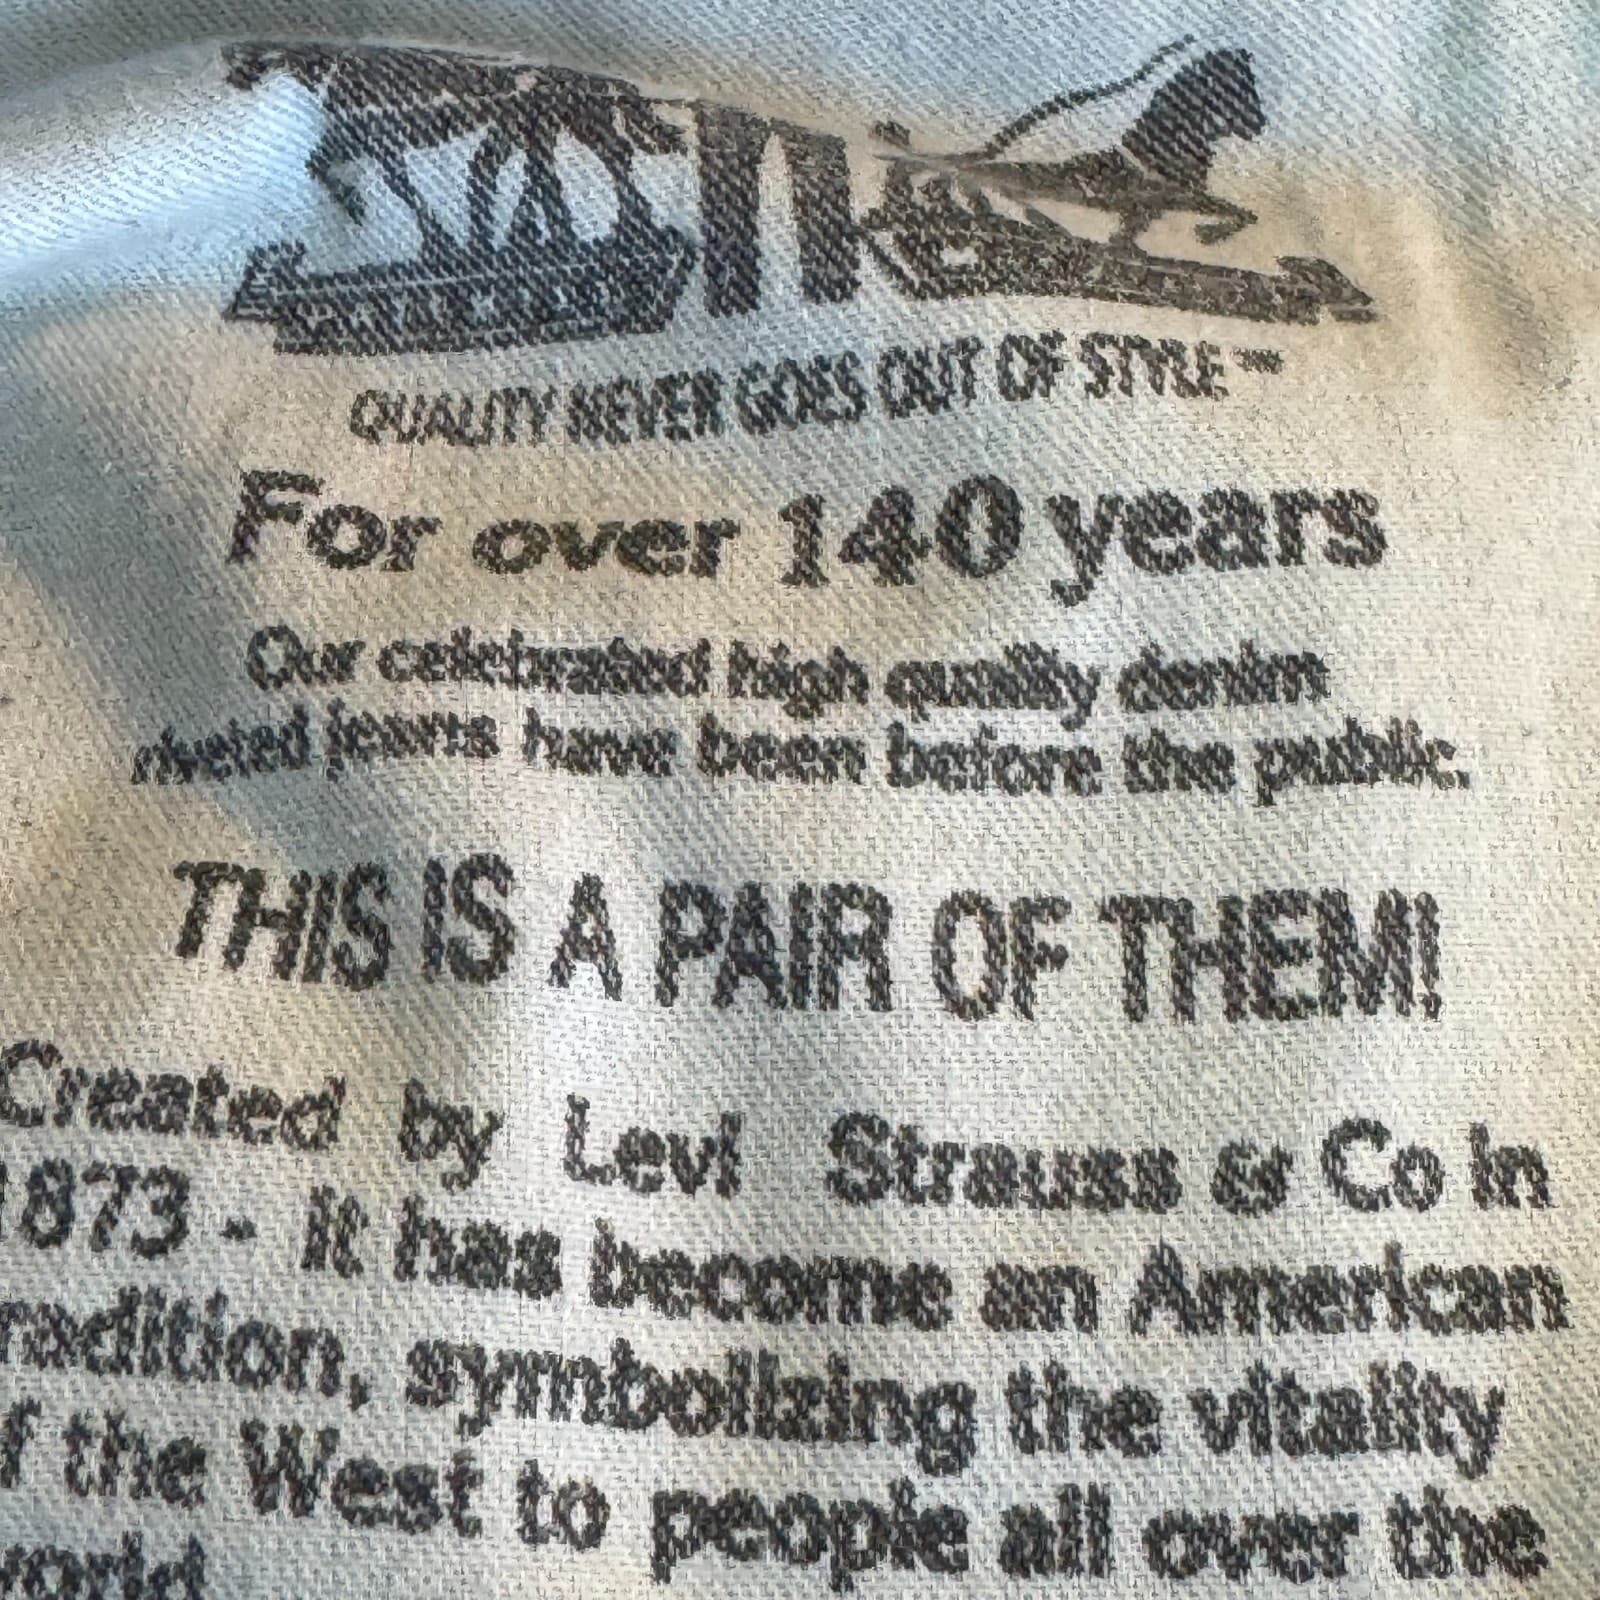 QUALITY NEVER GOES OUT OF STYLE™
For over 140 years
Our celebrated high quality denim
riveted jeans have been before the public.
THIS IS A PAIR OF THEM!
Created by Levi Strauss & Co in
1873 - it has become an American
radition, symbolizing the vitality
f the West to people all over the
world